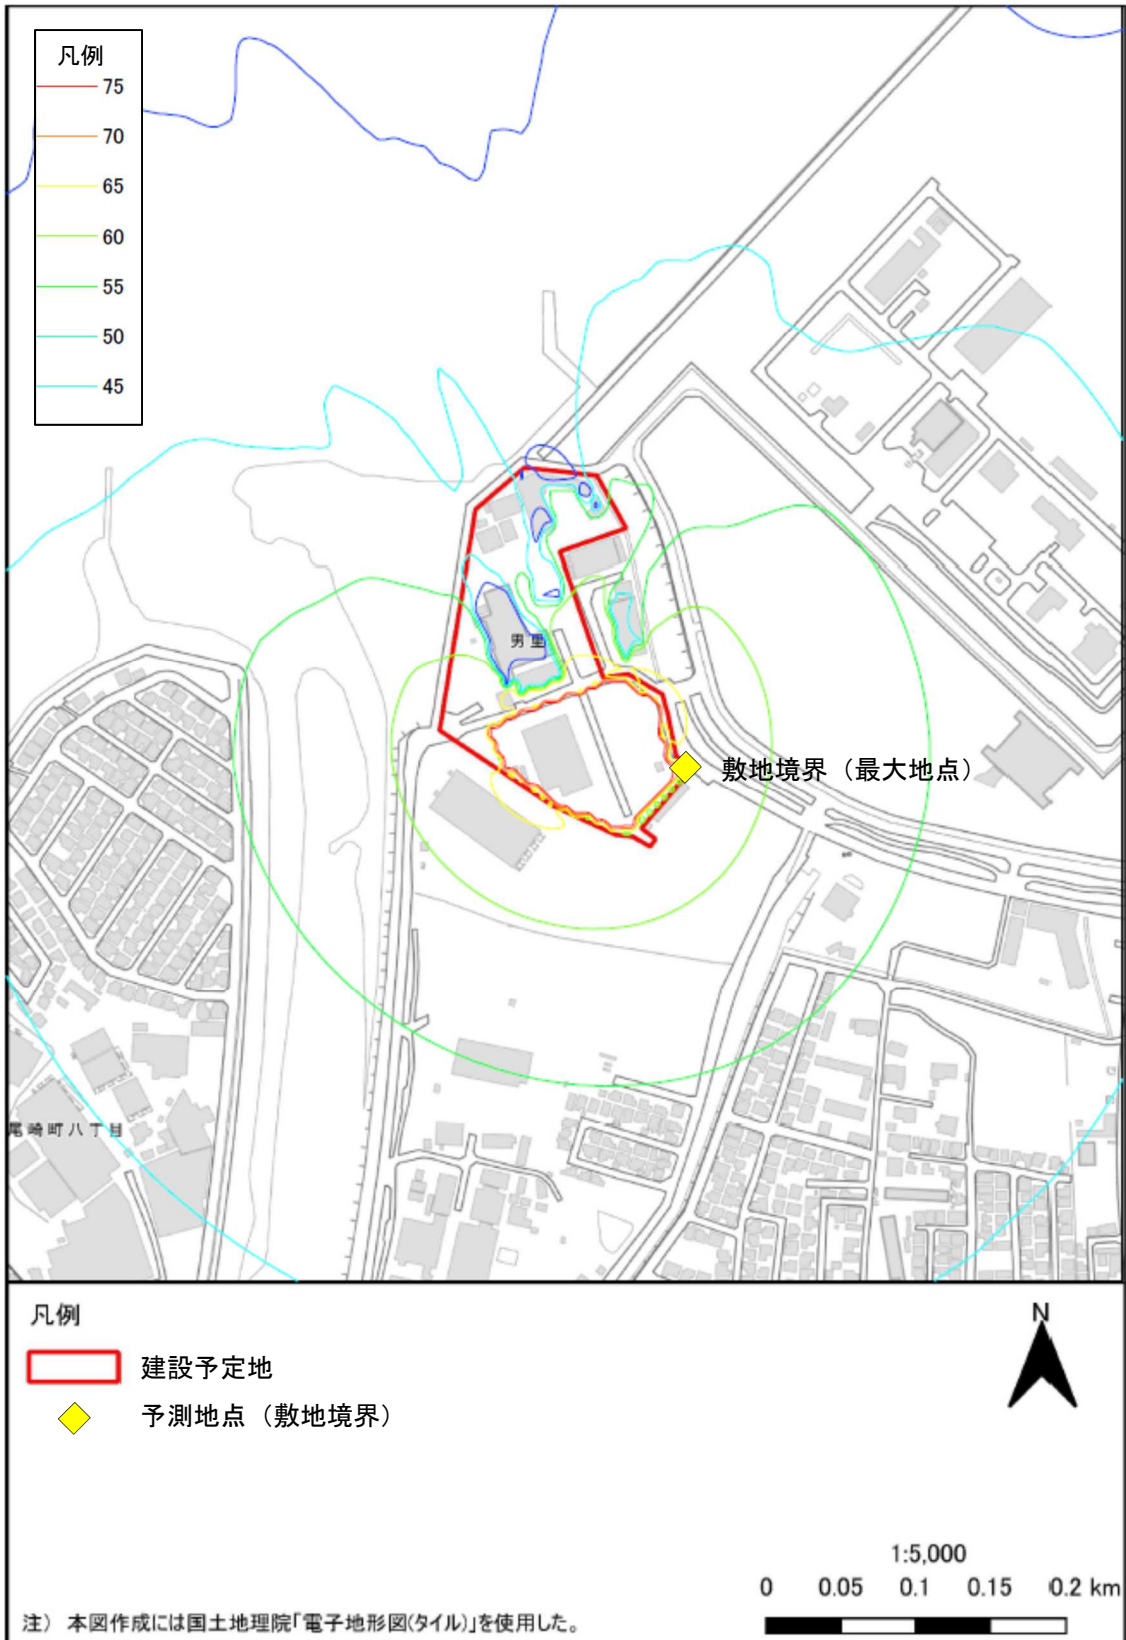 凡例
75
70
65
60
55
50
45
男里
敷地境界（最大地点）
尾崎町八丁目
凡例
建設予定地
予測地点（敷地境界）
N
1:5,000
0 0.05 0.1 0.15 0.2 km
注） 本図作成には国土地理院｢電子地形図(タイル)｣を使用した。